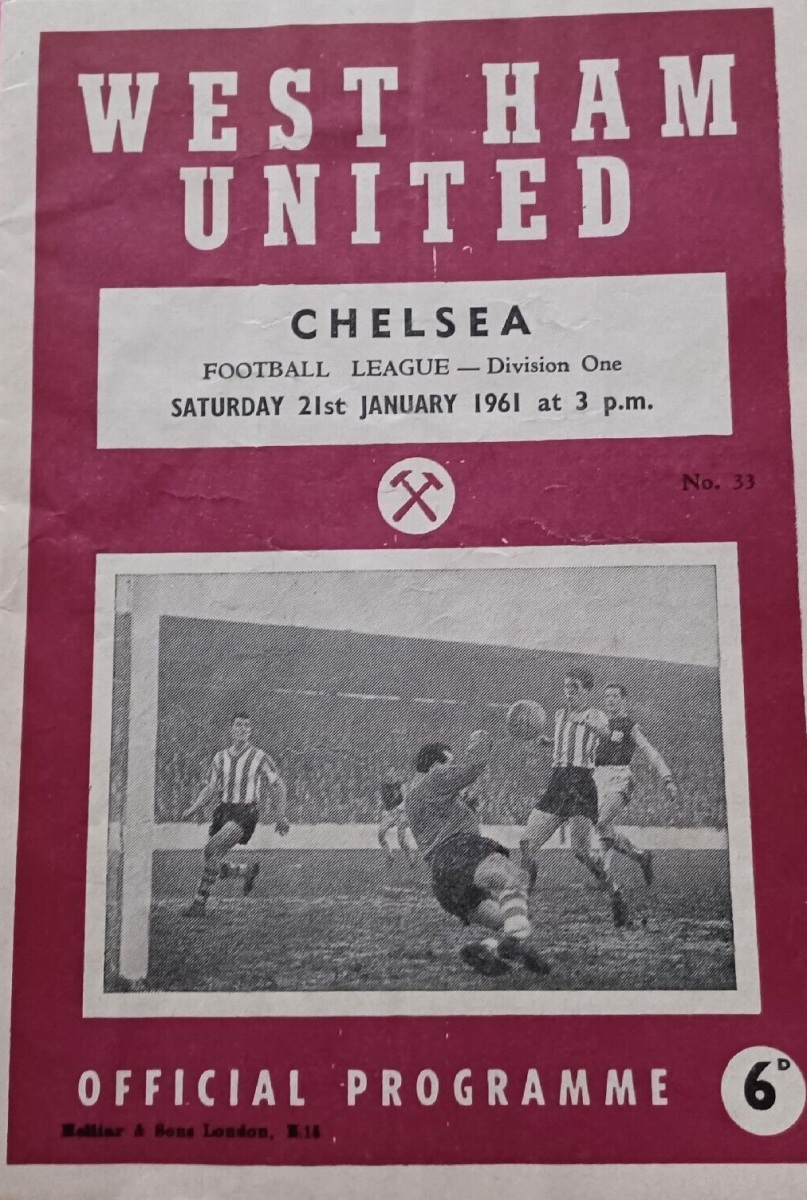 WEST HAM
UNITED
CHELSEA
FOOTBALL LEAGUE — Division One
SATURDAY 21st JANUARY 1961 at 3 p.m.
No. 33
OFFICIAL PROGRAMME
6D
& Sons London,